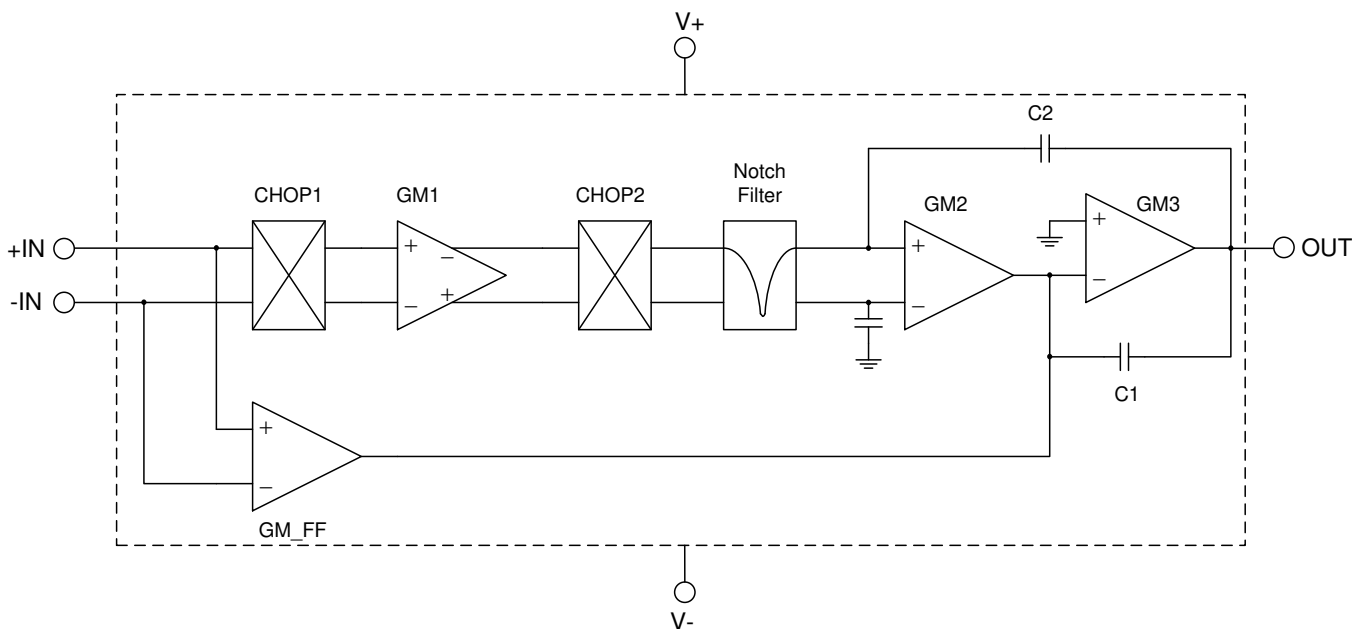 V+
C2
Notch
Filter
CHOP1
GM1
CHOP2
GM2
GM3
+IN
-IN
+
−
−
+
+
−
+
−
OUT
C1
+
−
GM_FF
V-